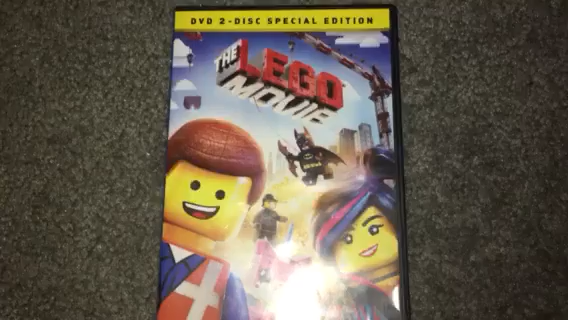 DVD 2-DISC SPECIAL EDITION
THE
LEGO
MOVIE